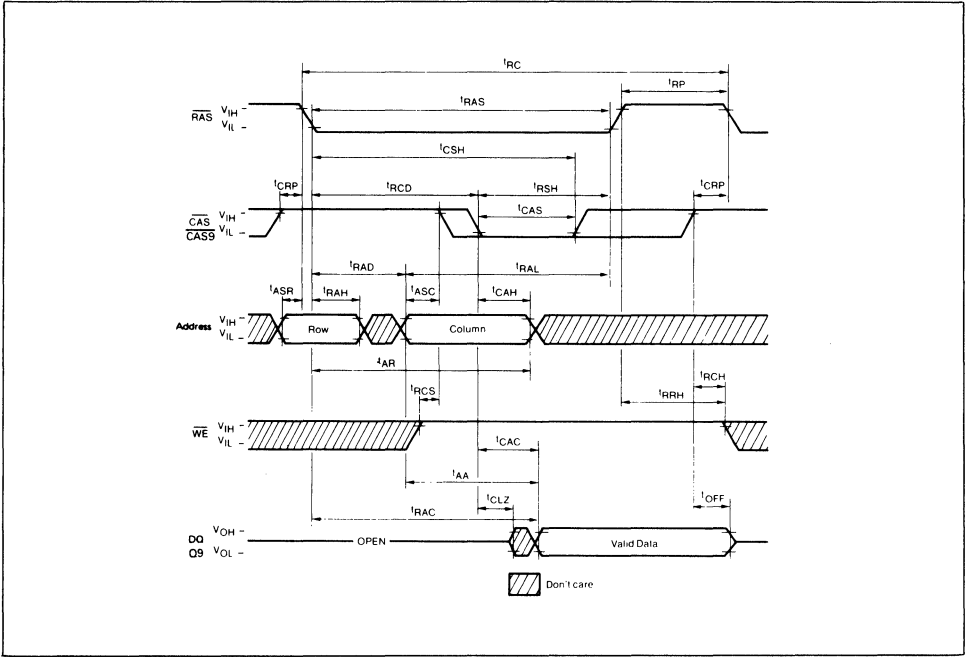 tRC
tRP
RAS VIH
VIL
tRAS
tCSH
tCRP tRCD tRSH tCRP
tCAS
CAS VIH
CAS9 VIL
tRAD tRAL
tASR tRAH tASC tCAH
Address VIH
VIL
Row Column
tAR
tRCS tRCH
tRRH
WE VIH
VIL
tCAC
tAA
tCLZ tOFF
tRAC
DQ VOH
Q9 VOL
OPEN Valid Data
Don't care